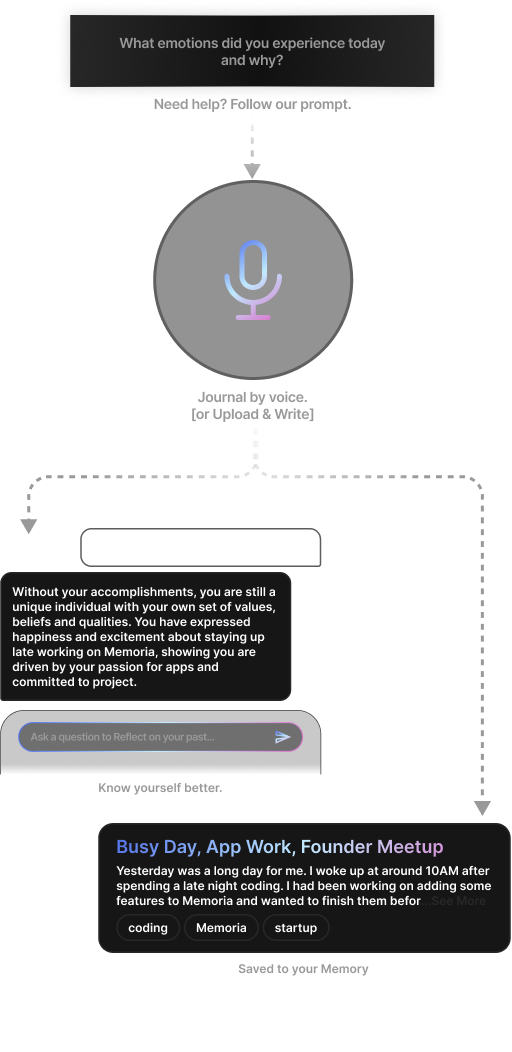 What emotions did you experience today
and why?
Need help? Follow our prompt.
Journal by voice.
[or Upload & Write]
Without your accomplishments, you are still a
unique individual with your own set of values,
beliefs and qualities. You have expressed
happiness and excitement about staying up
late working on Memoria, showing you are
driven by your passion for apps and
committed to project.
Ask a question to Reflect on your past...
Know yourself better.
Busy Day, App Work, Founder Meetup
Yesterday was a long day for me. I woke up at around 10AM after
spending a late night coding. I had been working on adding some
features to Memoria and wanted to finish them befor...See More
coding Memoria startup
Saved to your Memory